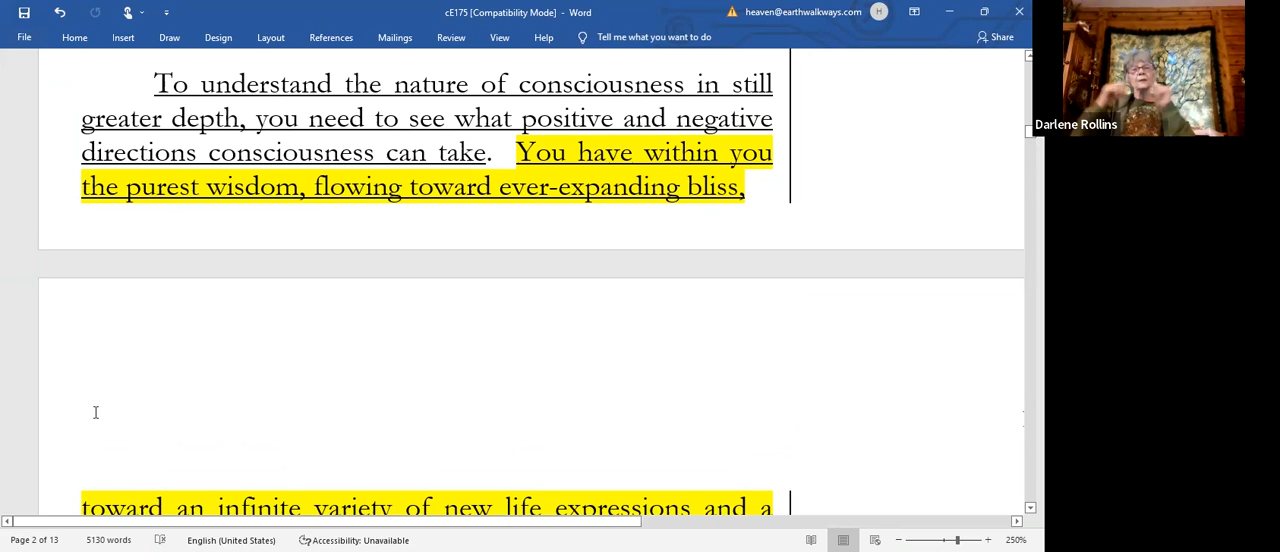 cE175 [Compatibility Mode] - Word
heaven@earthwalkways.com
H
File Home Insert Draw Design Layout References Mailings Review View Help Tell me what you want to do
Share
To understand the nature of consciousness in still
greater depth, you need to see what positive and negative
directions consciousness can take. You have within you
the purest wisdom, flowing toward ever-expanding bliss,
toward an infinite variety of new life expressions and a
Darlene Rollins
Page 2 of 13 5130 words English (United States) Accessibility: Unavailable 250%